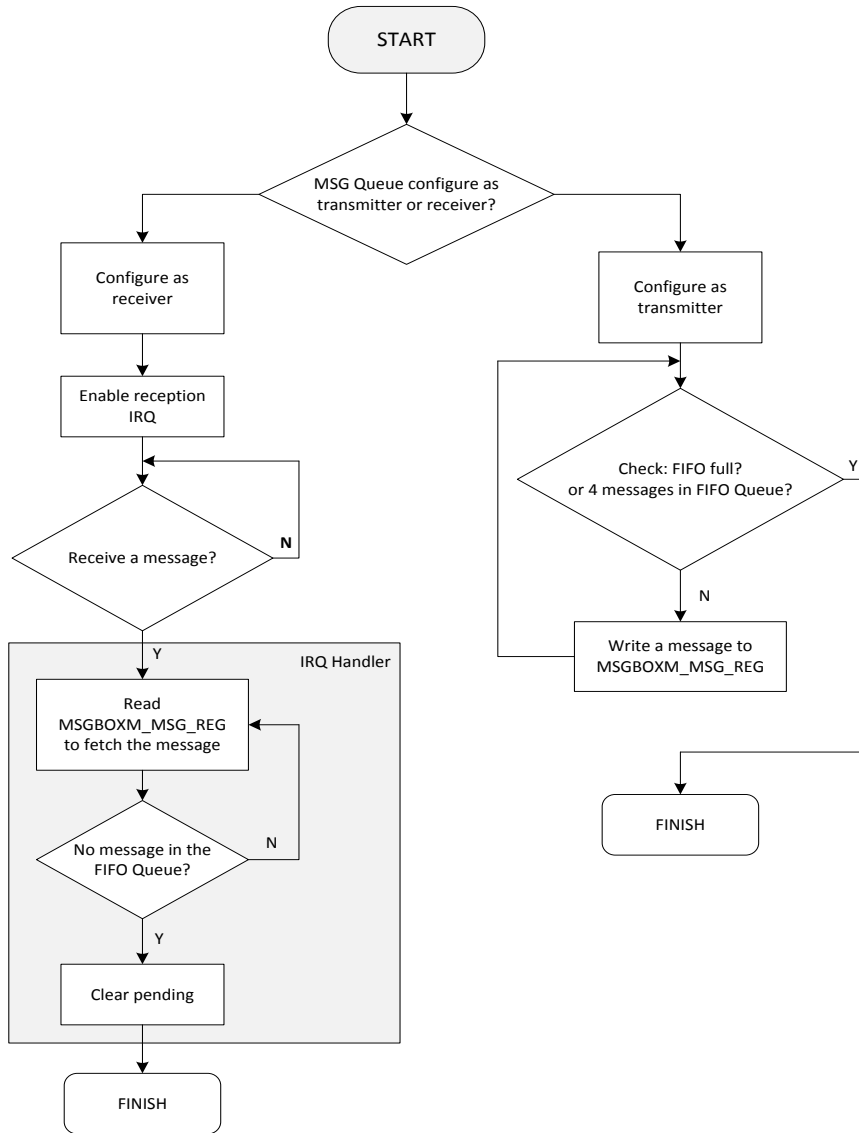 START
MSG Queue configure as
transmitter or receiver?
Configure as
receiver
Enable reception
IRQ
Receive a message?
N
Y
IRQ Handler
Read
MSGBOXM_MSG_REG
to fetch the message
No message in the
FIFO Queue?
N
Y
Clear pending
FINISH
Configure as
transmitter
Check: FIFO full?
or 4 messages in FIFO Queue?
Y
N
Write a message to
MSGBOXM_MSG_REG
FINISH